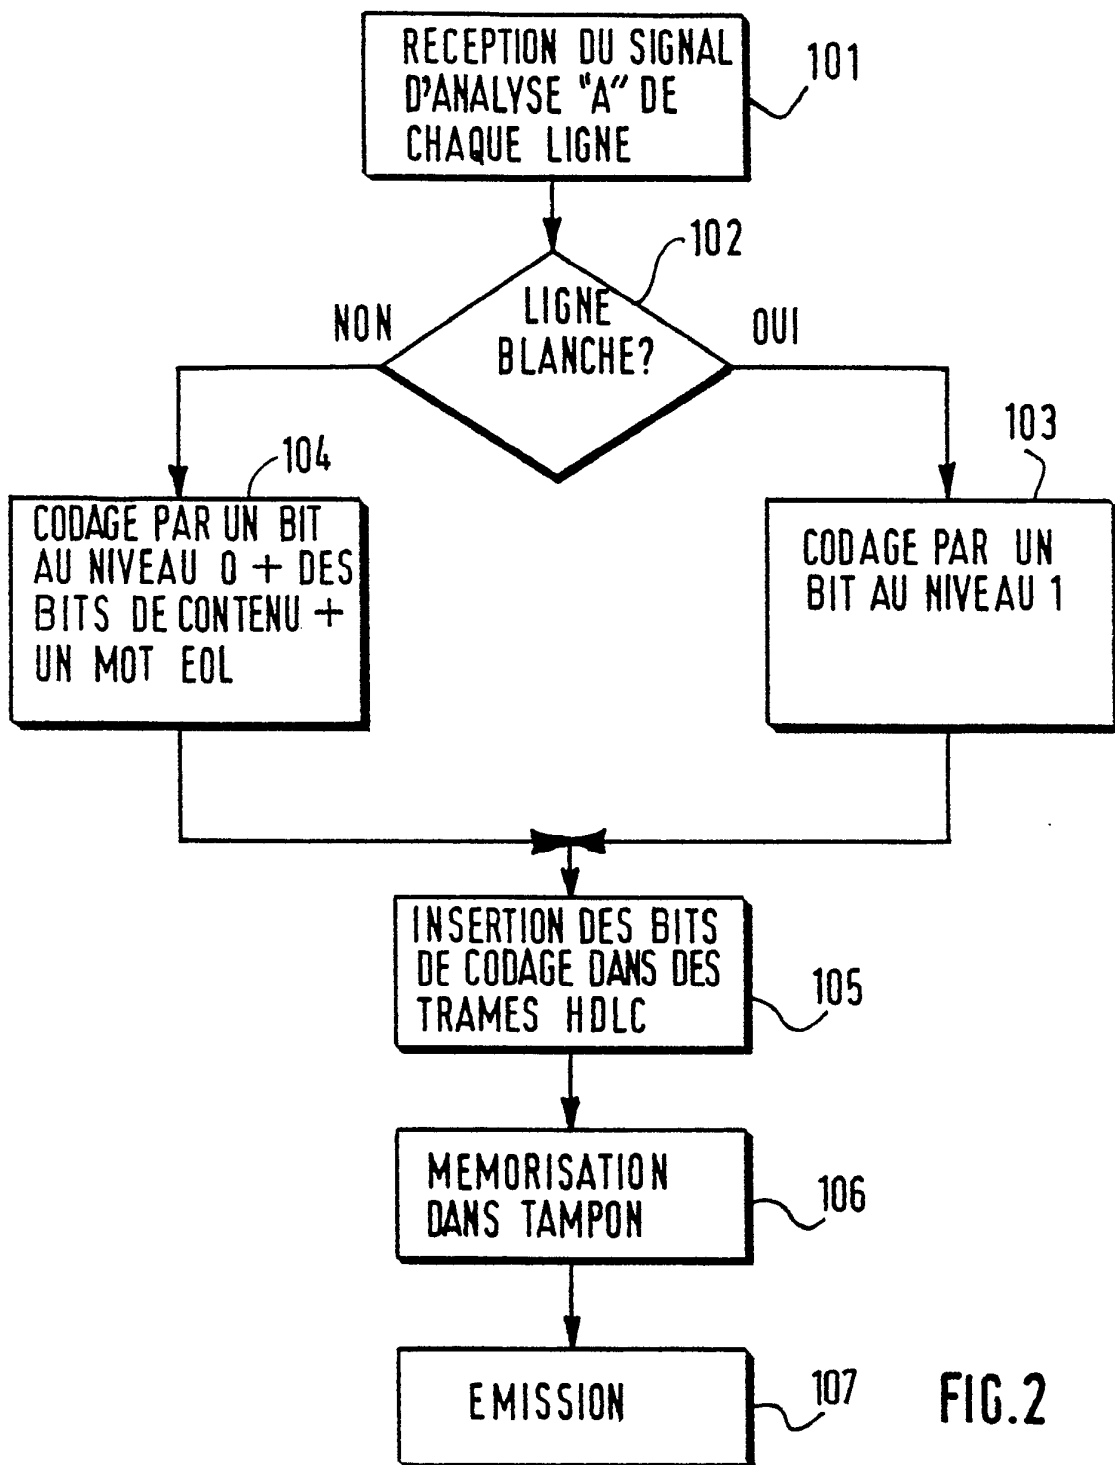 RECEPTION DU SIGNAL
D'ANALYSE "A" DE
CHAQUE LIGNE
101
102
LIGNE
BLANCHE?
NON
OUI
104
CODAGE PAR UN BIT
AU NIVEAU 0 + DES
BITS DE CONTENU +
UN MOT EOL
103
CODAGE PAR UN
BIT AU NIVEAU 1
INSERTION DES BITS
DE CODAGE DANS DES
TRAMES HDLC
105
MEMORISATION
DANS TAMPON
106
EMISSION
107
FIG.2